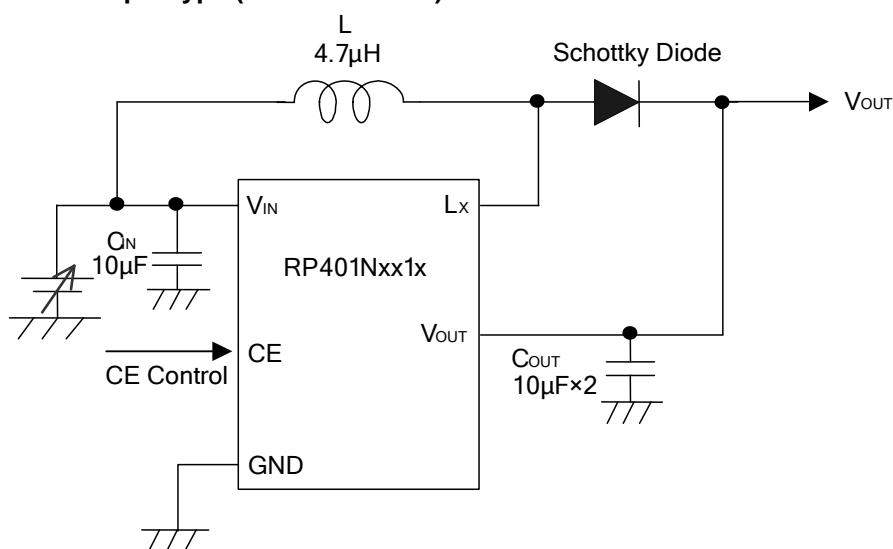 L
4.7µH
Schottky Diode
VOUT
VIN
LX
CIN
10µF
RP401Nxx1x
VOUT
CE
CE Control
COUT
10µF×2
GND